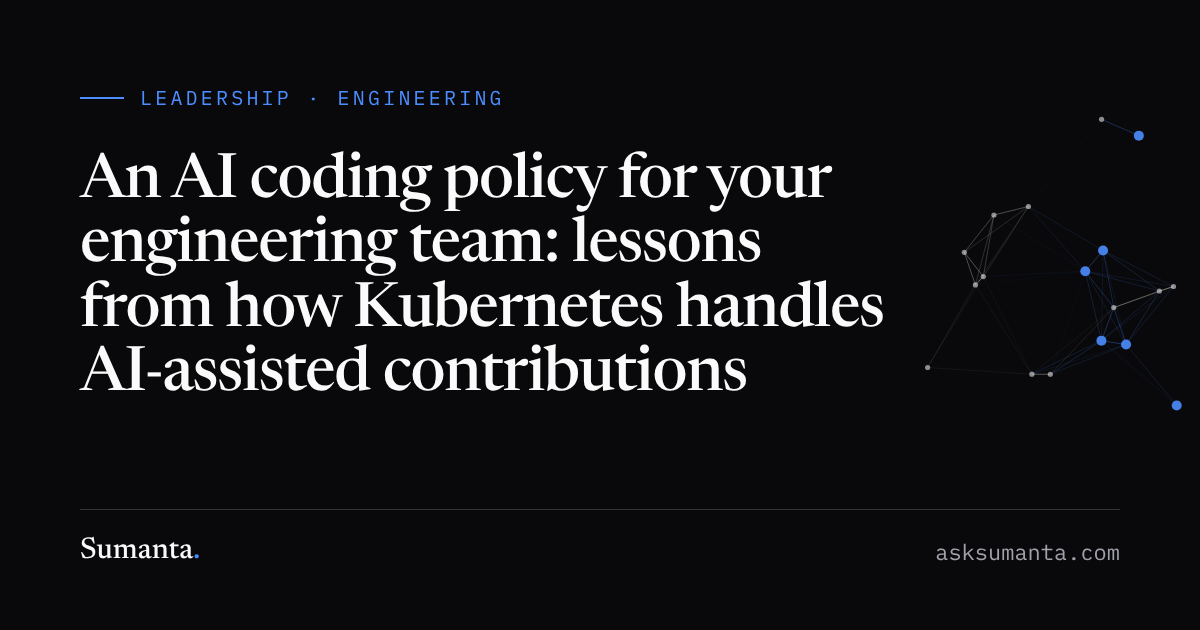 LEADERSHIP · ENGINEERING
An AI coding policy for your
engineering team: lessons
from how Kubernetes handles
AI-assisted contributions
Sumanta.
asksumanta.com